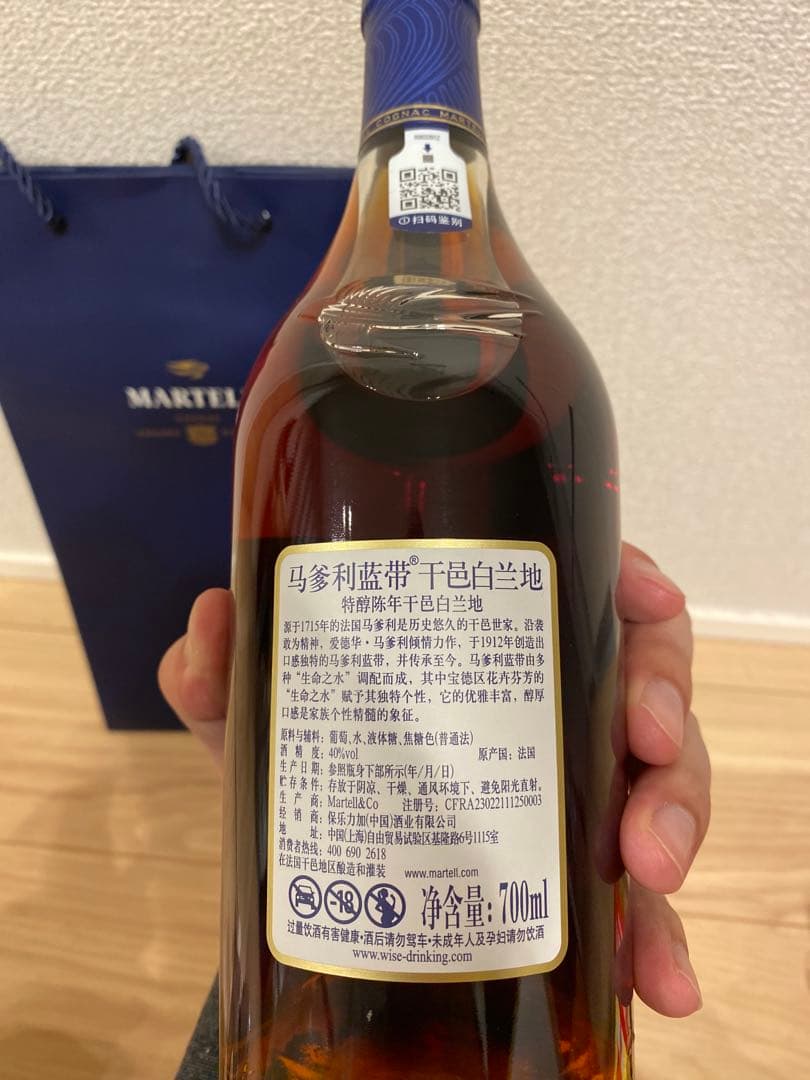 COGNAC MARTE
①扫码鉴别
MARTELL
马爹利蓝带®干邑白兰地
特醇陈年干邑白兰地
源于1715年的法国马爹利是历史悠久的干邑世家。沿袭
敢为精神，爱德华·马爹利倾情力作，于1912年创造出
口感独特的马爹利蓝带，并传承至今。马爹利蓝带由多
种“生命之水”调配而成，其中宝德区花卉芬芳的
“生命之水”赋予其独特个性，它的优雅丰富，醇厚
口感是家族个性精髓的象征。
原料与辅料: 葡萄、水、液体糖、焦糖色(普通法)
酒 精 度: 40%vol 原产国: 法国
生产日期: 参照瓶身下部所示(年/月/日)
贮存条件: 存放于阴凉、干燥、通风环境下、避免阳光直射。
生 产 商: Martell&Co 注册号: CFRA23022111250003
经 销 商: 保乐力加(中国)酒业有限公司
地 址: 中国(上海)自由贸易试验区基隆路6号1115室
消费者热线: 400 690 2618
在法国干邑地区酿造和灌装 www.martell.com
-18
净含量: 700ml
过量饮酒有害健康•酒后请勿驾车•未成年人及孕妇请勿饮酒
www.wise-drinking.com